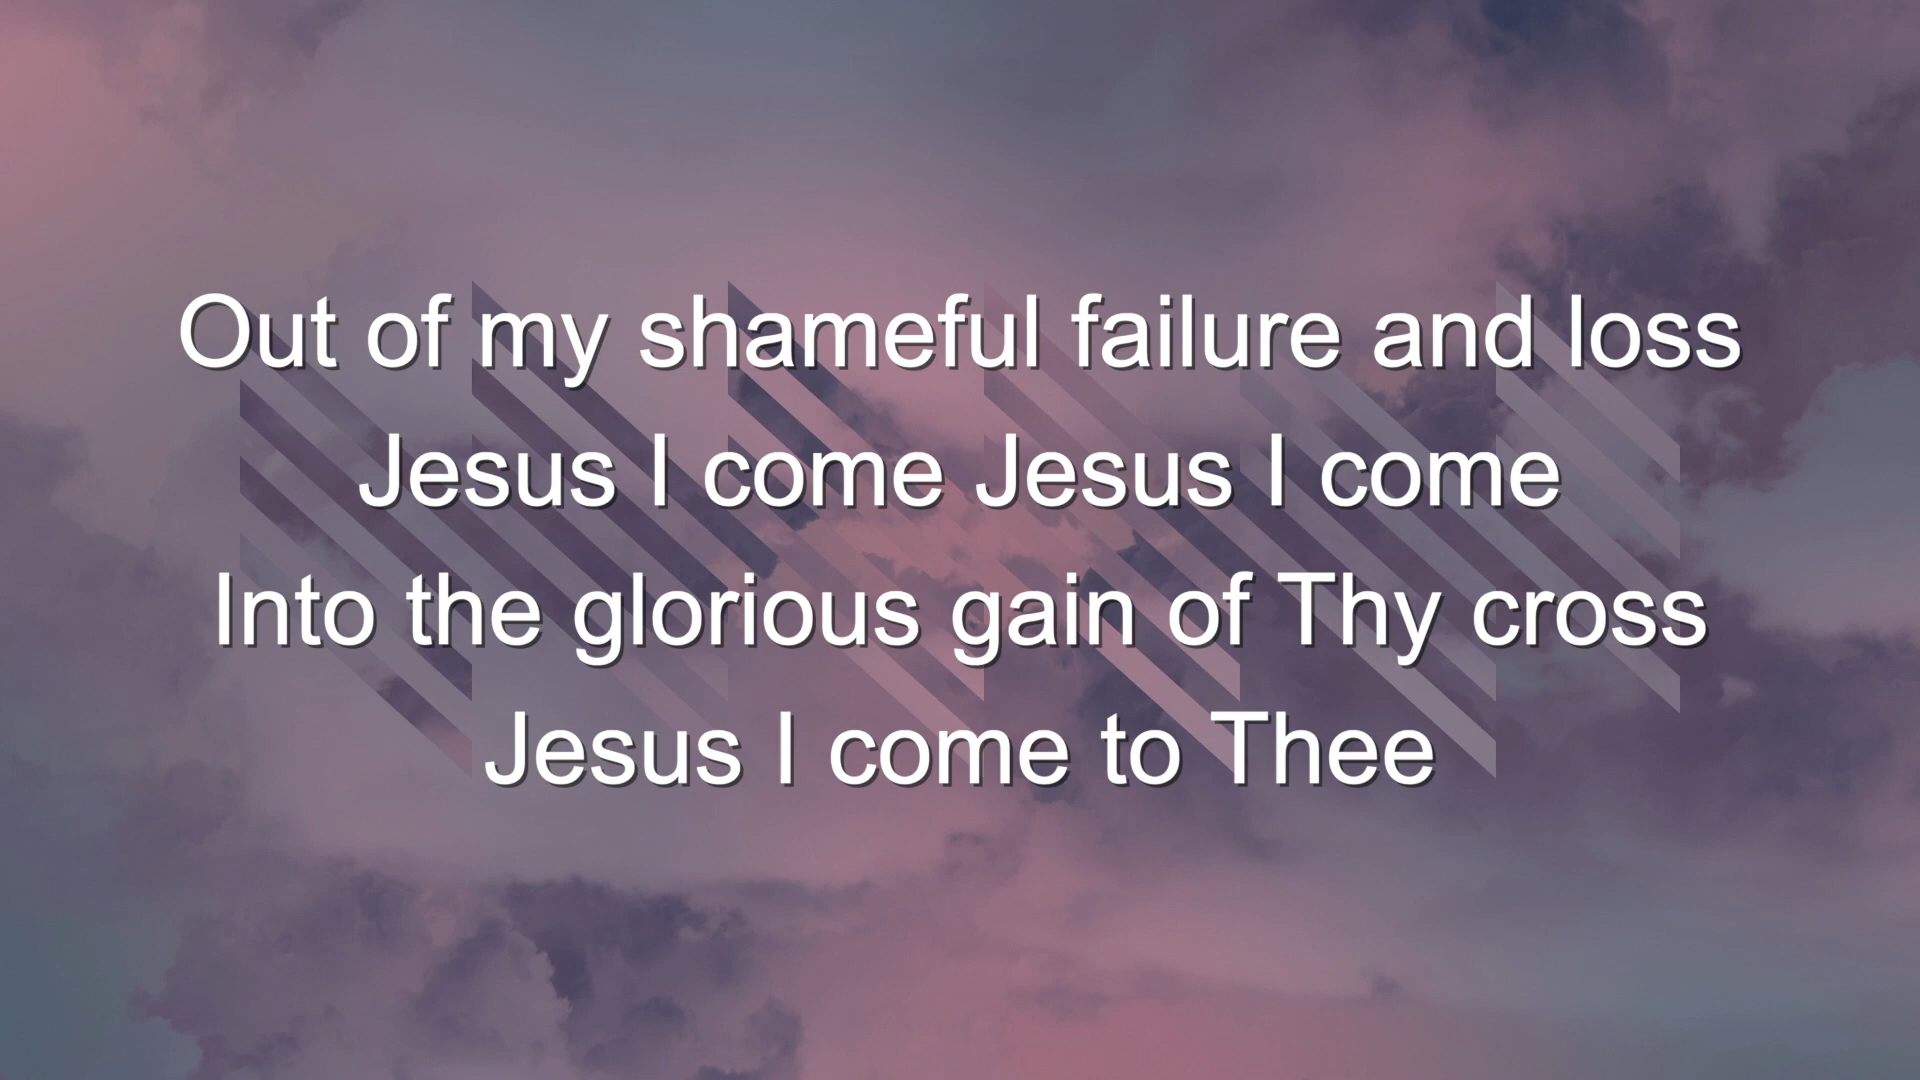 Out of my shameful failure and loss
Jesus I come Jesus I come
Into the glorious gain of Thy cross
Jesus I come to Thee